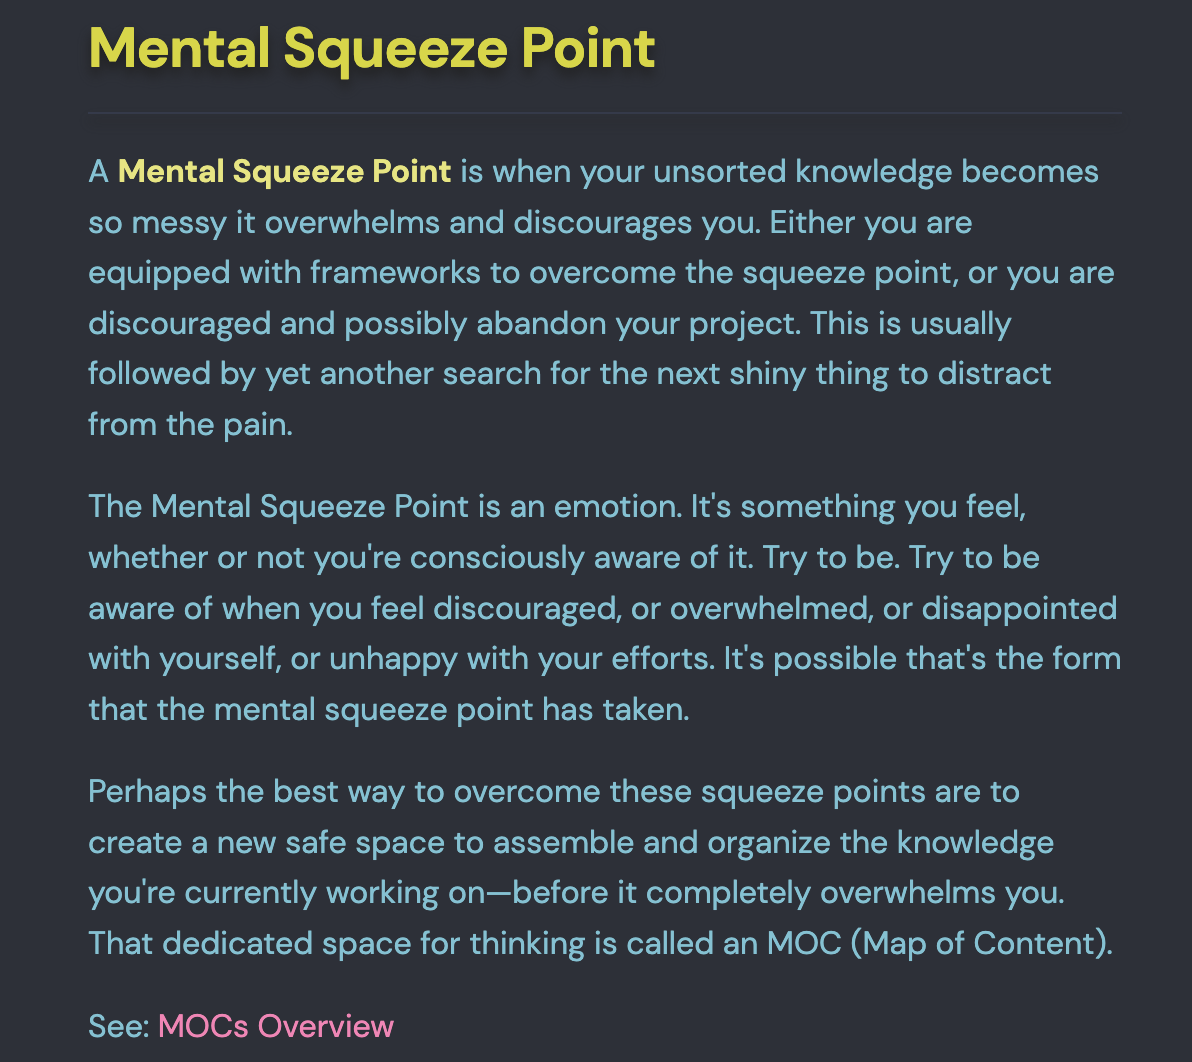 Mental Squeeze Point
A Mental Squeeze Point is when your unsorted knowledge becomes
so messy it overwhelms and discourages you. Either you are
equipped with frameworks to overcome the squeeze point, or you are
discouraged and possibly abandon your project. This is usually
followed by yet another search for the next shiny thing to distract
from the pain.
The Mental Squeeze Point is an emotion. It's something you feel,
whether or not you're consciously aware of it. Try to be. Try to be
aware of when you feel discouraged, or overwhelmed, or disappointed
with yourself, or unhappy with your efforts. It's possible that's the form
that the mental squeeze point has taken.
Perhaps the best way to overcome these squeeze points are to
create a new safe space to assemble and organize the knowledge
you're currently working on—before it completely overwhelms you.
That dedicated space for thinking is called an MOC (Map of Content).
See: MOCs Overview